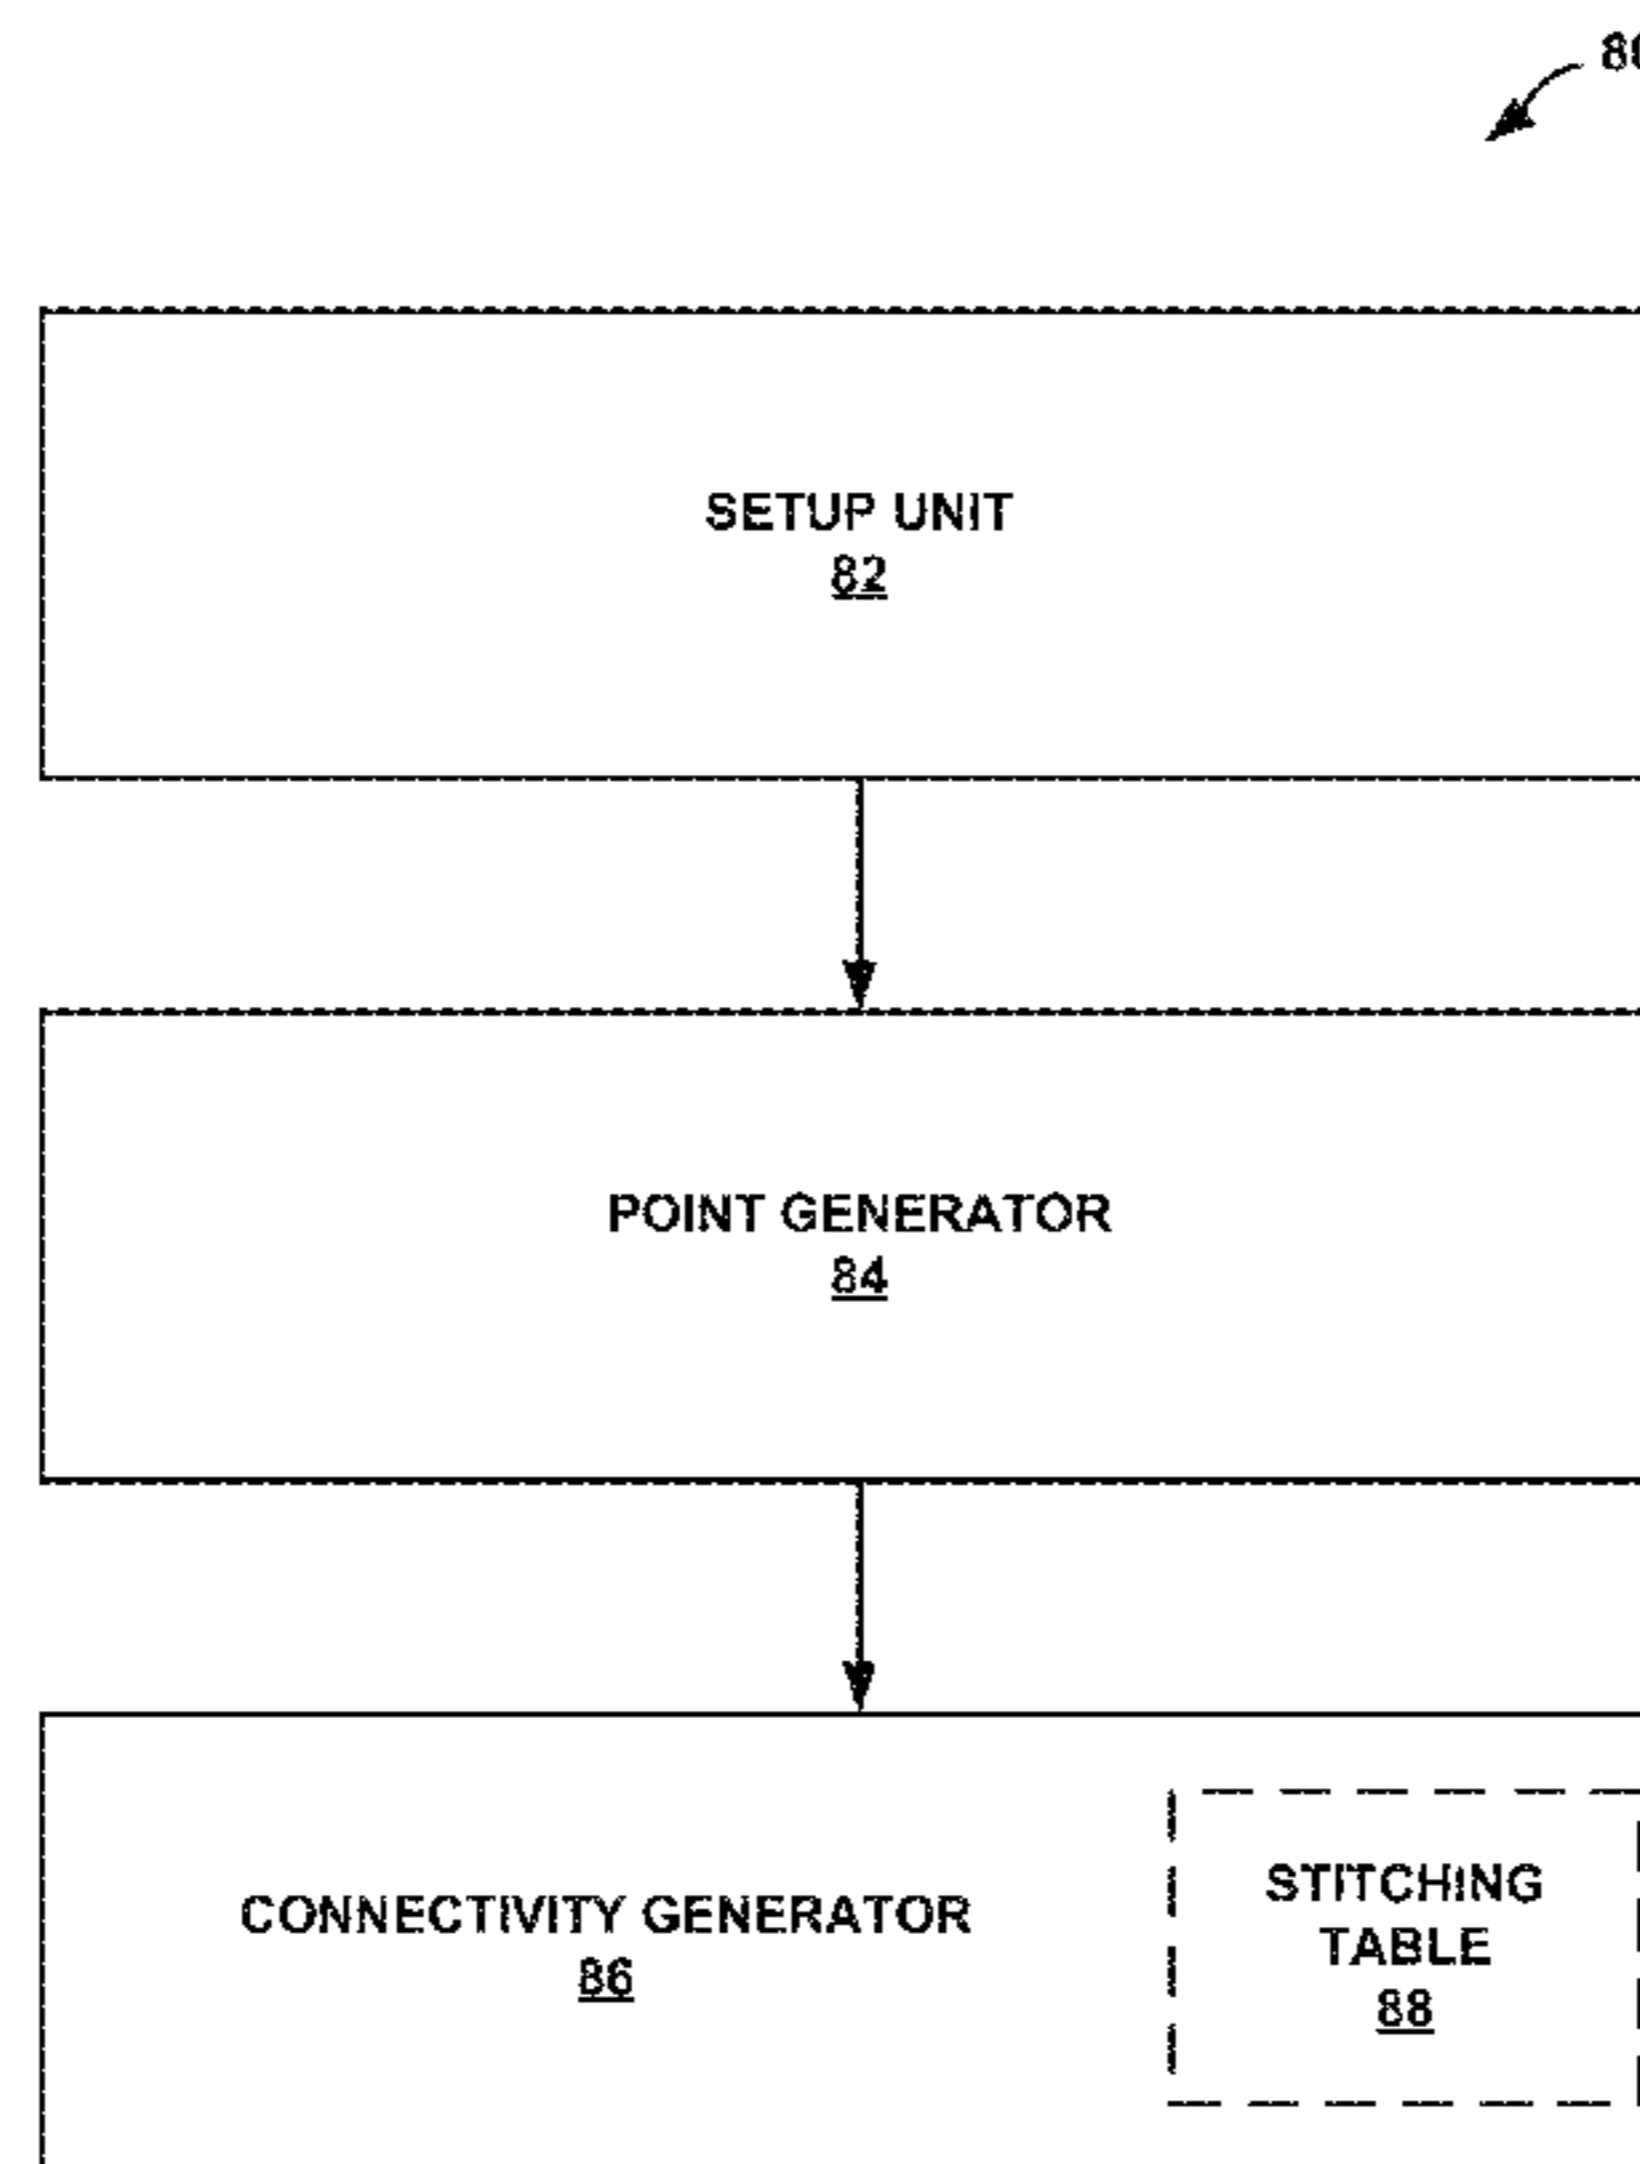 SETUP UNIT
82
POINT GENERATOR
84
CONNECTIVITY GENERATOR
86
STITCHING
TABLE
88